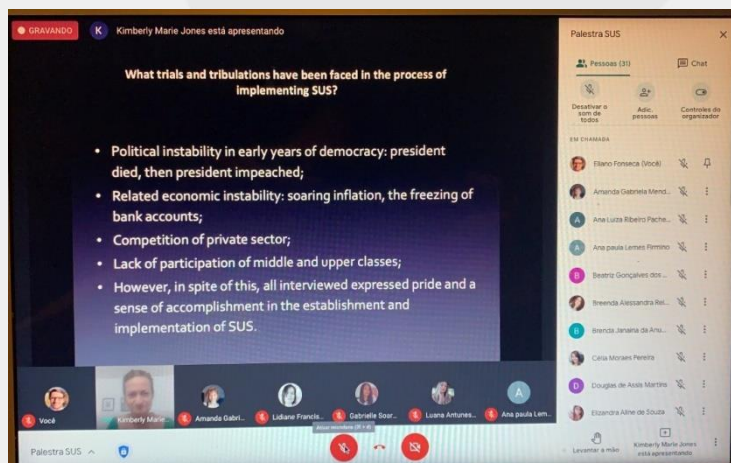 GRAVANDO
K Kimberly Marie Jones está apresentando
What trials and tribulations have been faced in the process of
implementing SUS?
• Political instability in early years of democracy: president
died, then president impeached;
• Related economic instability: soaring inflation, the freezing of
bank accounts;
• Competition of private sector;
• Lack of participation of middle and upper classes;
• However, in spite of this, all interviewed expressed pride and a
sense of accomplishment in the establishment and
implementation of SUS.
Você
Kimberly Marie...
Amanda Gabri...
Lidiane Francis...
Gabrielle Soar...
Luana Antunes...
A
Ana paula Lem...
Palestra SUS
Palestra SUS
Pessoas (31)
Chat
Desativar o
som de
todos
Adic.
pessoas
Controles do
organizador
EM CHAMADA
Eliano Fonseca (Você)
Amanda Gabriela Mend...
A Ana Luiza Ribeiro Pache...
A Ana paula Lemes Firmino
B Beatriz Gonçalves dos ...
Breenda Alessandra Rei...
B Brenda Janaina da Anu...
Célia Moraes Pereira
D Douglas de Assis Martins
Elizandra Aline de Souza
Levantar a mão
Kimberly Marie Jones
está apresentando